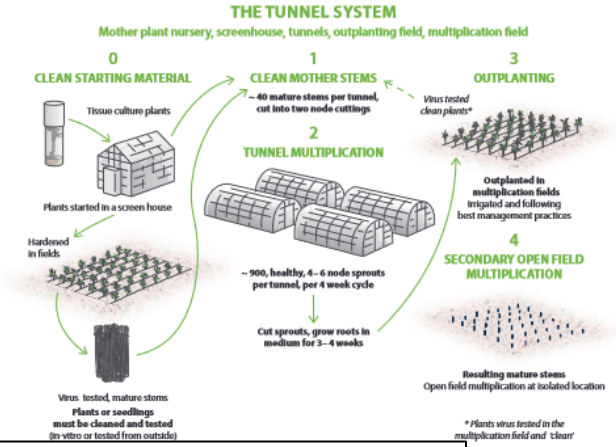 THE TUNNEL SYSTEM
Mother plant nursery, screenhouse, tunnels, outplanting field, multiplication field
0
CLEAN STARTING MATERIAL
Tissue culture plants
Plants started in a screen house
Hardened
in fields
Virus tested, mature stems
Plants or seedlings
must be cleaned and tested
(in-vitro or tested from outside)
1
CLEAN MOTHER STEMS
~ 40 mature stems per tunnel,
cut into two node cuttings
2
TUNNEL MULTIPLICATION
~ 900, healthy, 4–6 node sprouts
per tunnel, per 4 week cycle
Cut sprouts, grow roots in
medium for 3–4 weeks
3
OUTPLANTING
Virus tested
clean plants*
Outplanted in
multiplication fields
Irrigated and following
best management practices
4
SECONDARY OPEN FIELD
MULTIPLICATION
Resulting mature stems
Open field multiplication at isolated location
* Plants virus tested in the
multiplication field and 'clean'